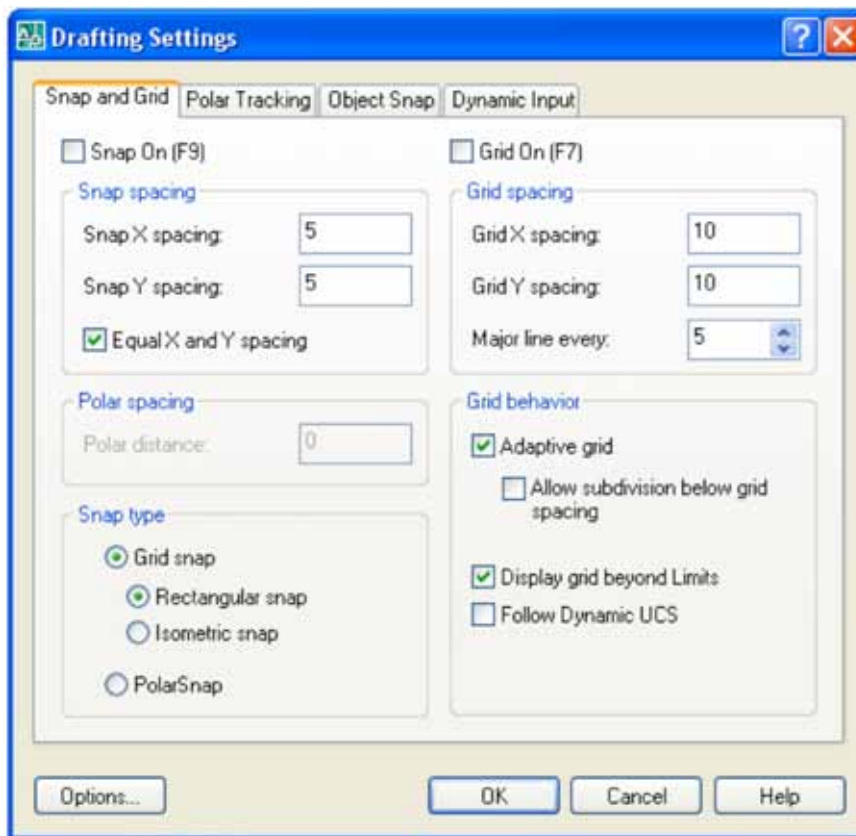 Drafting Settings
Snap and Grid
Polar Tracking
Object Snap
Dynamic Input
Snap On (F9)
Snap spacing
Snap X spacing: 5
Snap Y spacing: 5
Equal X and Y spacing
Polar spacing
Polar distance: 0
Snap type
Grid snap
Rectangular snap
Isometric snap
PolarSnap
Grid On (F7)
Grid spacing
Grid X spacing: 10
Grid Y spacing: 10
Major line every: 5
Grid behavior
Adaptive grid
Allow subdivision below grid
spacing
Display grid beyond Limits
Follow Dynamic UCS
Options...
OK
Cancel
Help